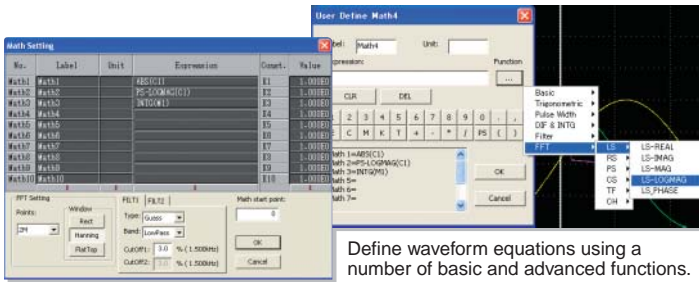 User Define Math4
Label: Math4 Unit:
Expression: Function
...
CLR DEL
1 2 3 4 5 6 7 8 9 0 . ,
E C M K T + - * / PS ( )
Math 1=ABS(C1)
Math 2=PS-LOGMAG(C1)
Math 3=INTG(M1)
Math 5=
Math 6=
Math 7=
OK
Cancel
Basic
Trigonometric
Pulse Width
DIF & INTG
Filter
FFT
LS
RS
PS
CS
TF
CH
LS-REAL
LS-IMAG
LS-MAG
LS-LOGMAG
LS_PHASE
Math Setting
No. Label Unit Expression Const. Value
Math1 Math1 ABS(C1) K1 1.000E0
Math2 Math2 PS-LOGMAG(C1) K2 1.000E0
Math3 Math3 INTG(M1) K3 1.000E0
Math4 Math4 K4 1.000E0
Math5 Math5 K5 1.000E0
Math6 Math6 K6 1.000E0
Math7 Math7 K7 1.000E0
Math8 Math8 K8 1.000E0
Math9 Math9 K9 1.000E0
Math10 Math10 K10 1.000E0
FFT Setting
Points:
2M
Window
Rect
Hanning
FlatTop
FILT1 FILT2
Type: Guass
Band: LowPass
CutOff1: 3.0 % ( 1.500kHz)
CutOff2: % ( 1.500kHz)
Math start point:
0
OK
Cancel
Define waveform equations using a
number of basic and advanced functions.